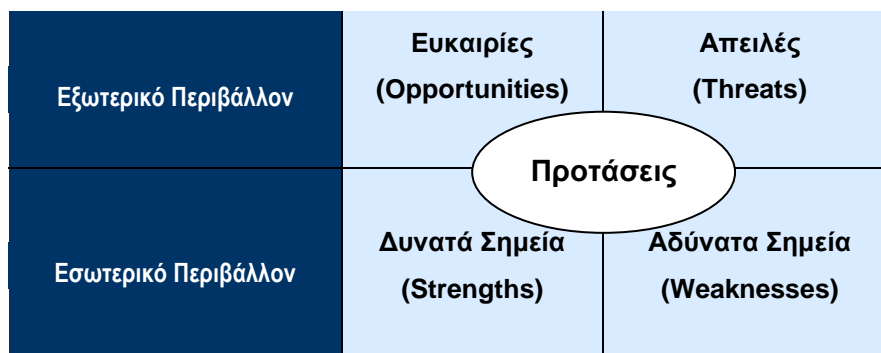 Εξωτερικό Περιβάλλον
Ευκαιρίες
(Opportunities)
Απειλές
(Threats)
Προτάσεις
Εσωτερικό Περιβάλλον
Δυνατά Σημεία
(Strengths)
Αδύνατα Σημεία
(Weaknesses)